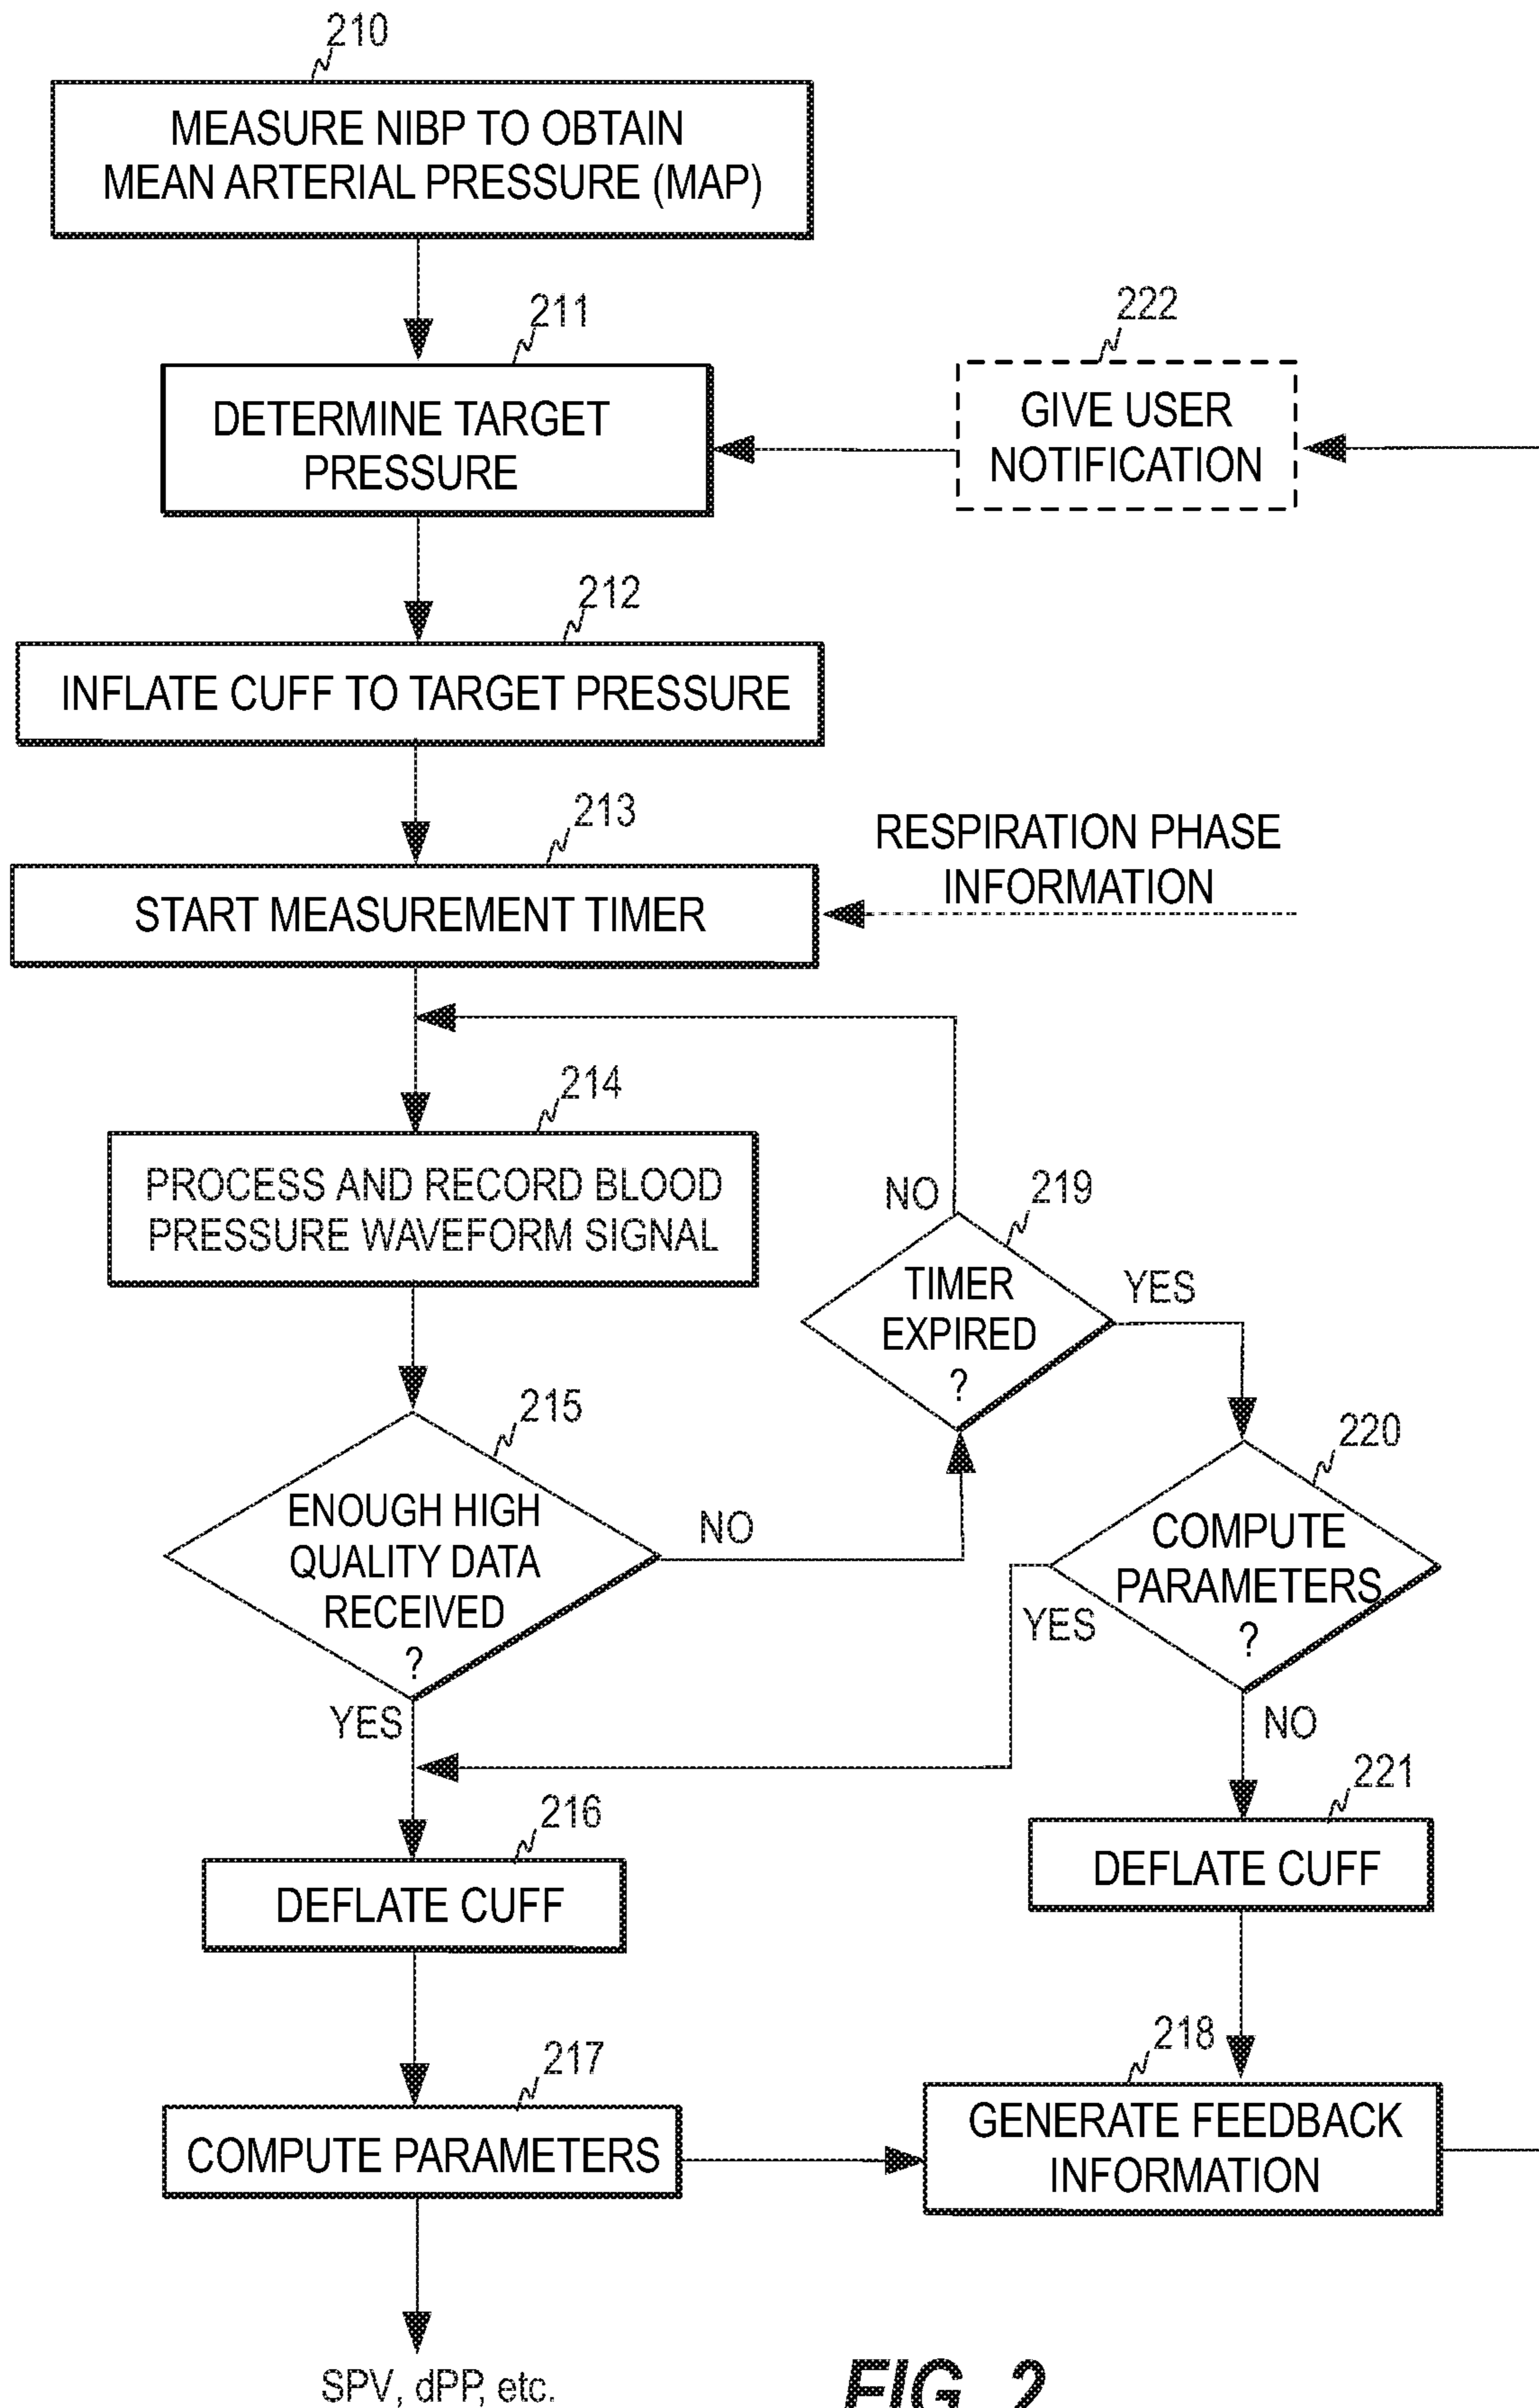 210
MEASURE NIBP TO OBTAIN
MEAN ARTERIAL PRESSURE (MAP)
211
DETERMINE TARGET
PRESSURE
222
GIVE USER
NOTIFICATION
212
INFLATE CUFF TO TARGET PRESSURE
213
START MEASUREMENT TIMER
RESPIRATION PHASE
INFORMATION
214
PROCESS AND RECORD BLOOD
PRESSURE WAVEFORM SIGNAL
NO
219
TIMER
EXPIRED
?
YES
215
ENOUGH HIGH
QUALITY DATA
RECEIVED
?
NO
YES
220
COMPUTE
PARAMETERS
?
YES
NO
216
DEFLATE CUFF
221
DEFLATE CUFF
217
COMPUTE PARAMETERS
218
GENERATE FEEDBACK
INFORMATION
SPV, dPP, etc.
FIG. 2